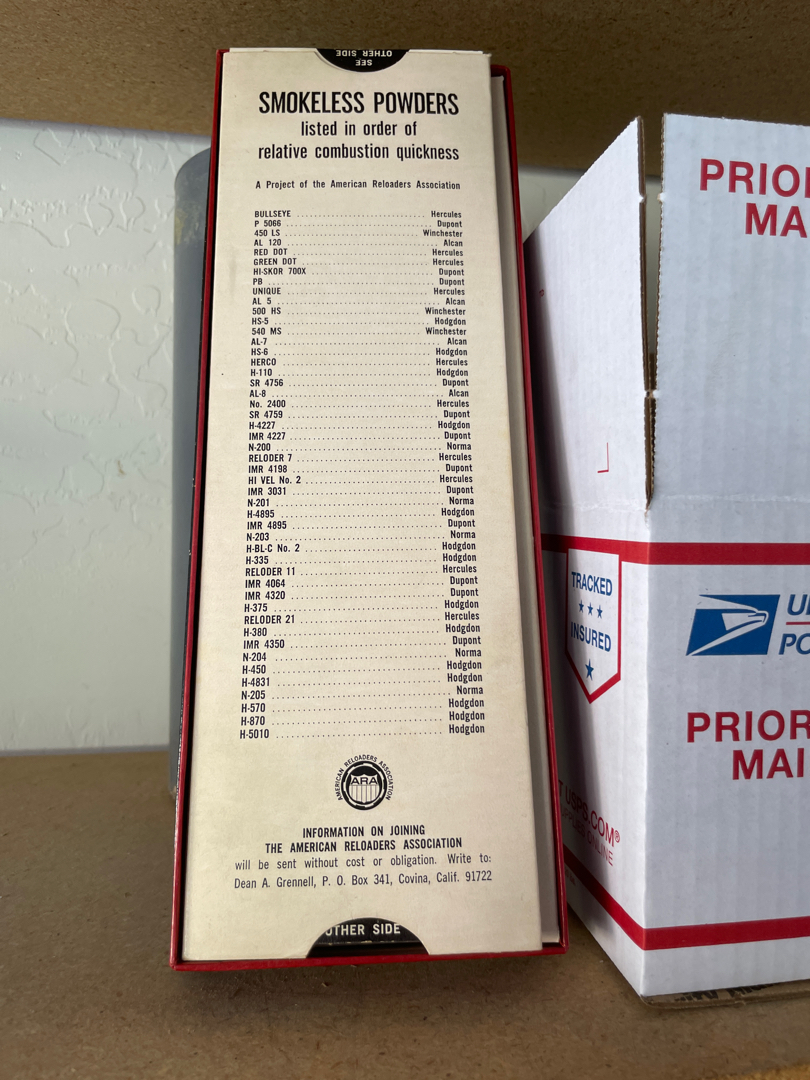 SEE
OTHER SIDE
SMOKELESS POWDERS
listed in order of
relative combustion quickness
A Project of the American Reloaders Association
BULLSEYE Hercules
P 5066 Dupont
450 LS Winchester
AL 120 Alcan
RED DOT Hercules
GREEN DOT Hercules
HI-SKOR 700X Dupont
PB Dupont
UNIQUE Hercules
AL 5 Alcan
500 HS Winchester
HS-5 Hodgdon
540 MS Winchester
AL-7 Alcan
HS-6 Hodgdon
HERCO Hercules
H-110 Hodgdon
SR 4756 Dupont
AL-8 Alcan
No. 2400 Hercules
SR 4759 Dupont
H-4227 Hodgdon
IMR 4227 Dupont
N-200 Norma
RELODER 7 Hercules
IMR 4198 Dupont
HI VEL No. 2 Hercules
IMR 3031 Dupont
N-201 Norma
H-4895 Hodgdon
IMR 4895 Dupont
N-203 Norma
H-BL-C No. 2 Hodgdon
H-335 Hodgdon
RELODER 11 Hercules
IMR 4064 Dupont
IMR 4320 Dupont
H-375 Hodgdon
RELODER 21 Hercules
H-380 Hodgdon
IMR 4350 Dupont
N-204 Norma
H-450 Hodgdon
H-4831 Hodgdon
N-205 Norma
H-570 Hodgdon
H-870 Hodgdon
H-5010 Hodgdon
AMERICAN RELOADERS ASSOCIATION
ARA
INFORMATION ON JOINING
THE AMERICAN RELOADERS ASSOCIATION
will be sent without cost or obligation. Write to:
Dean A. Grennell, P. O. Box 341, Covina, Calif. 91722
OTHER SIDE
PRIOR
MA
TRACKED
INSURED
U
PO
PRIOR
MAI
T USPS.COM®
ONLINE